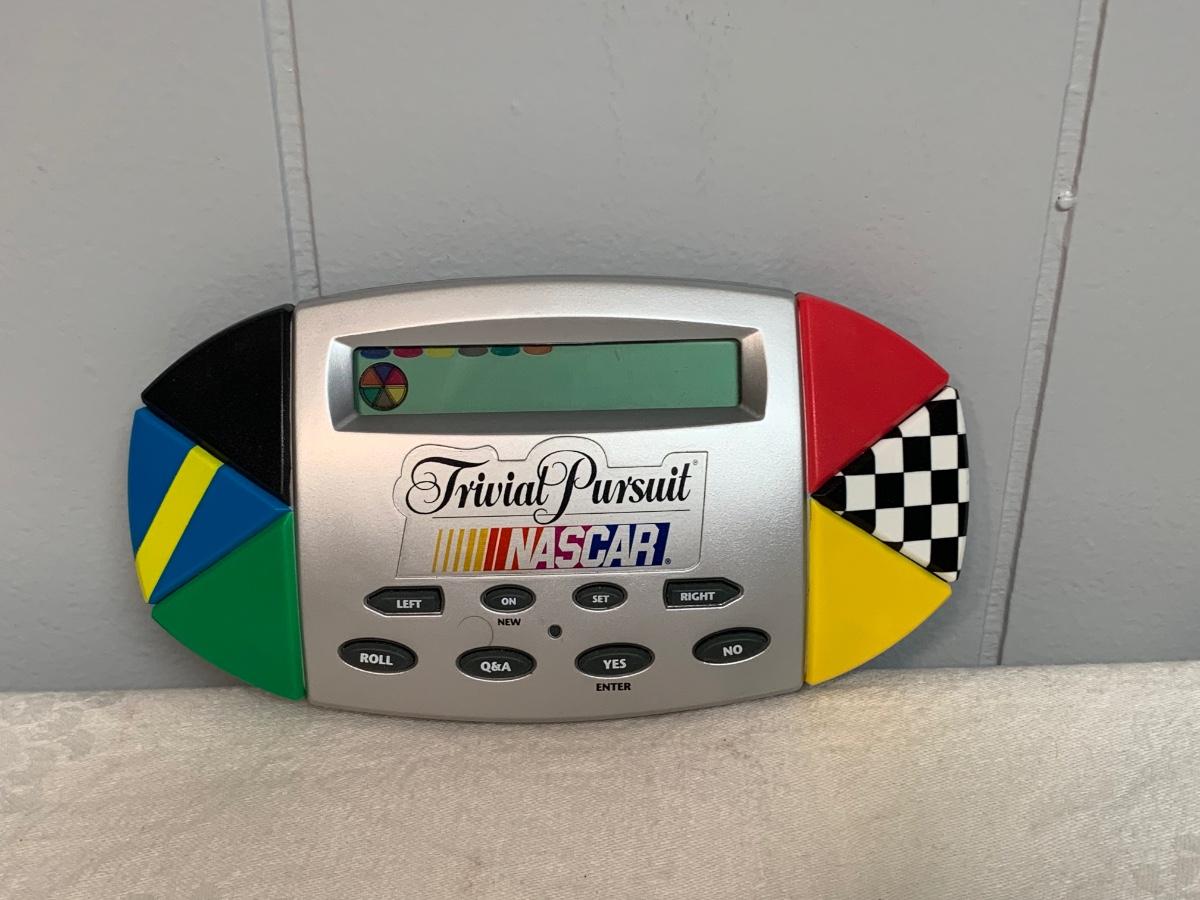 Trivial Pursuit®
NASCAR®
LEFT ON SET RIGHT
NEW
ROLL Q&A YES NO
ENTER